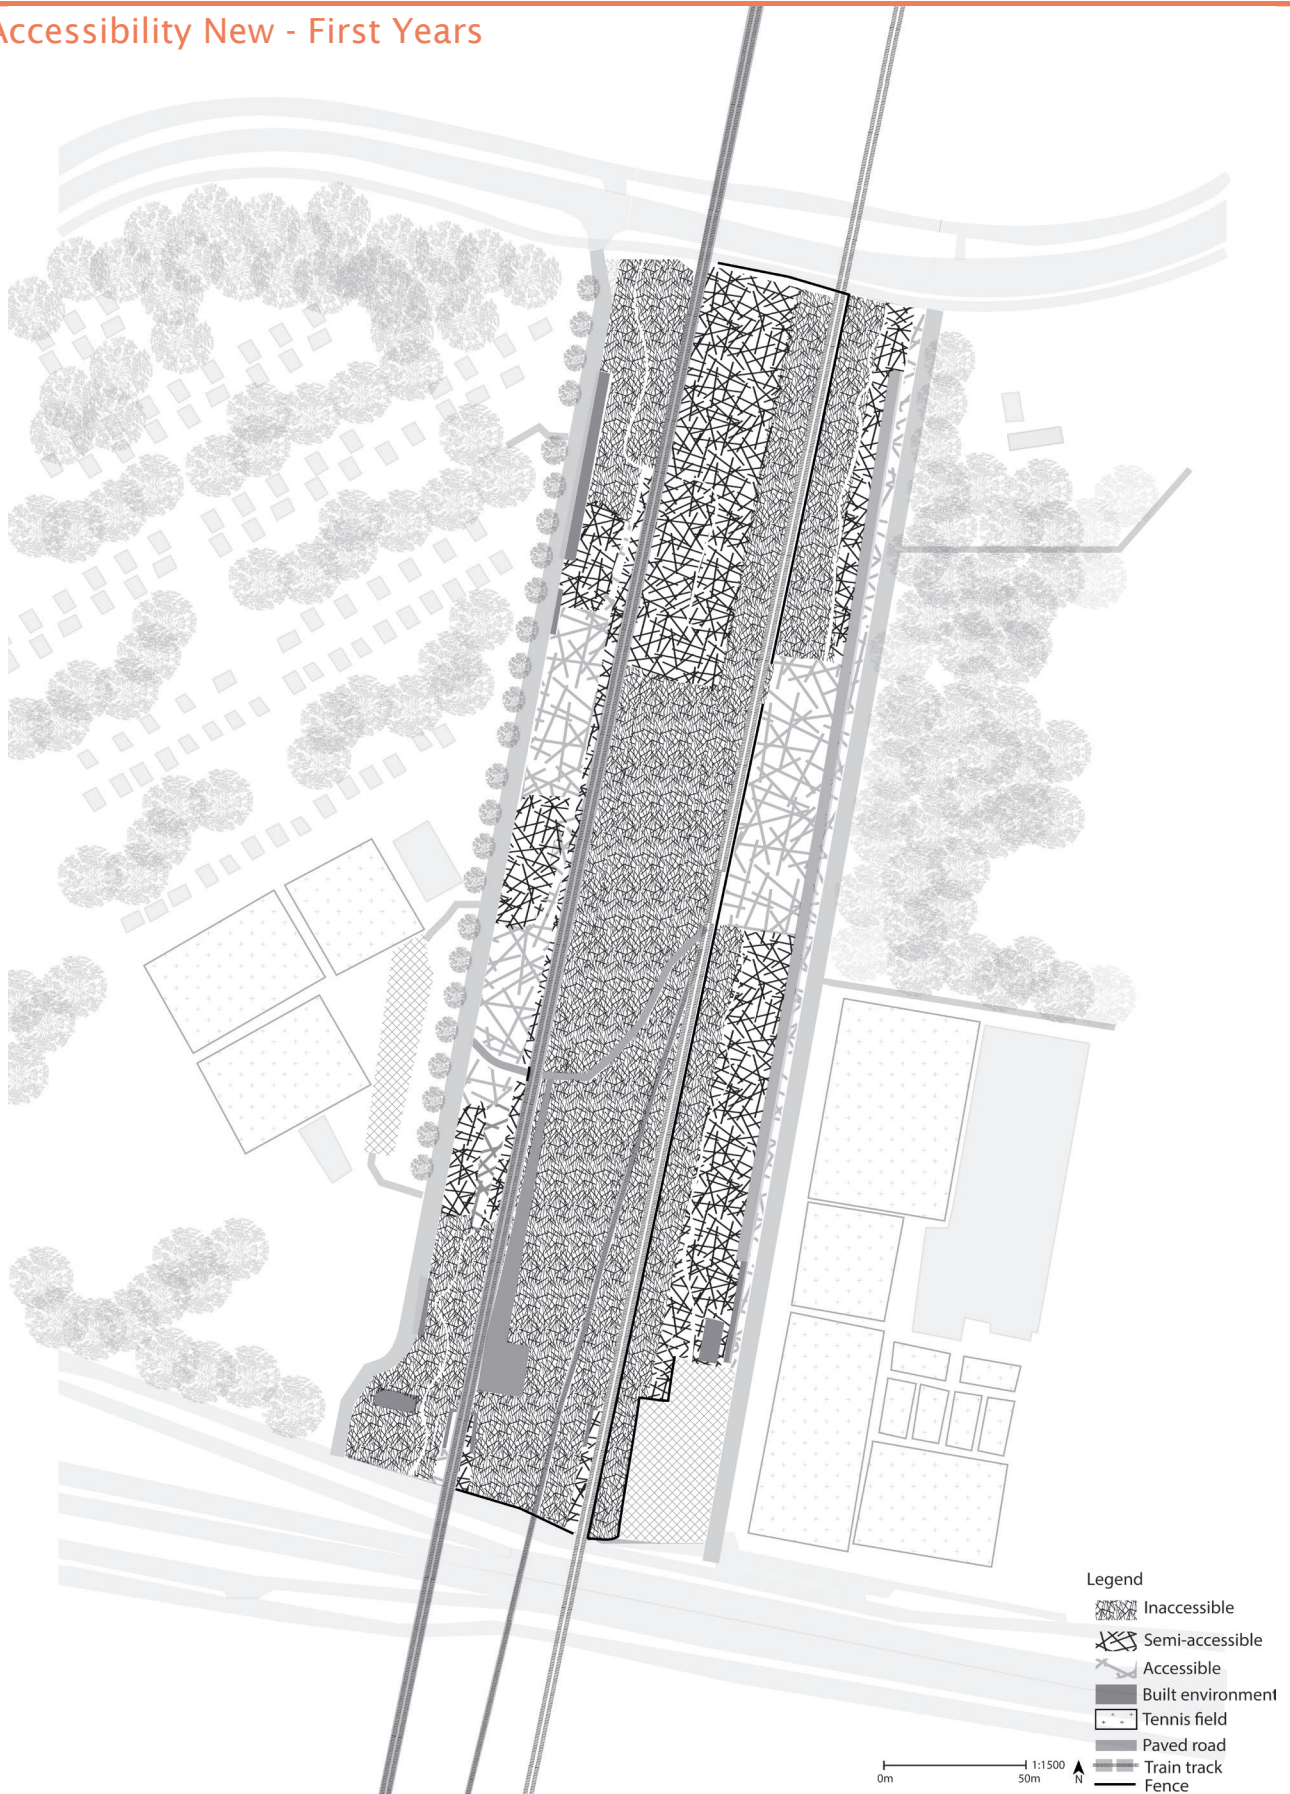 Accessibility New - First Years
Legend
Inaccessible
Semi-accessible
Accessible
Built environment
Tennis field
Paved road
Train track
Fence
1:1500
0m
50m
N